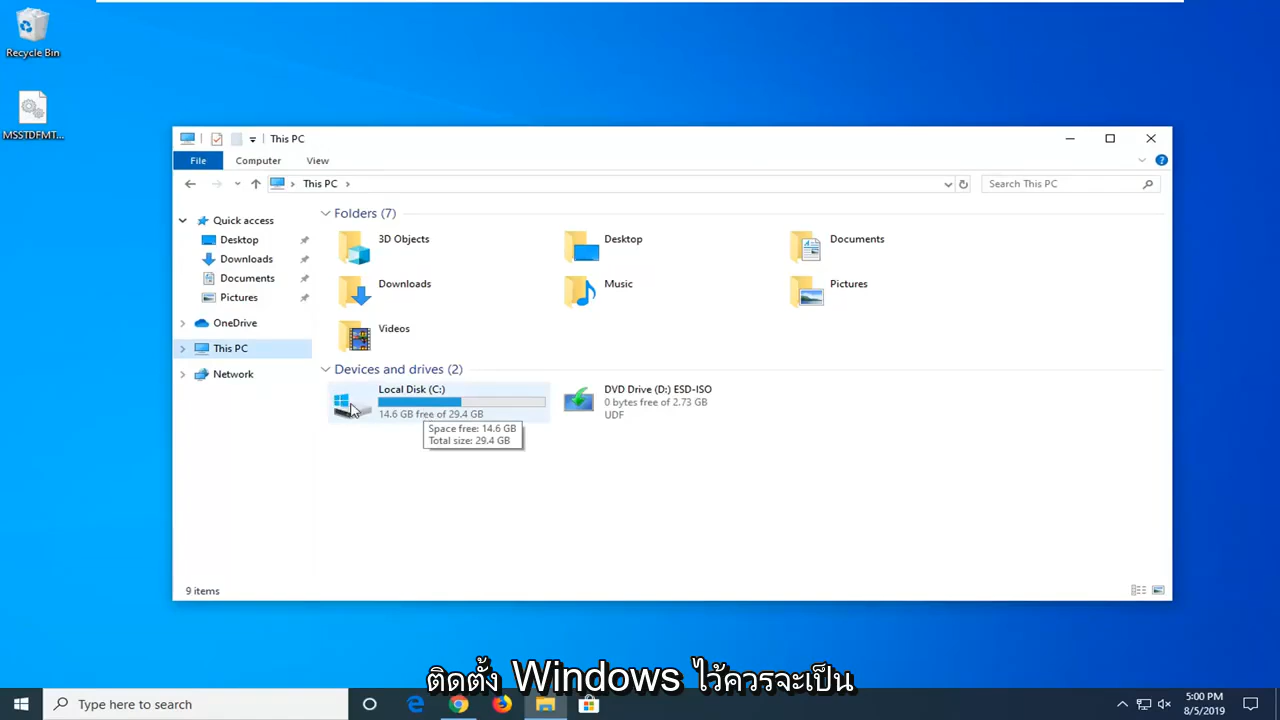 Recycle Bin
MSSTDFMT...
This PC
File Computer View
This PC
Search This PC
Quick access
Desktop
Downloads
Documents
Pictures
OneDrive
This PC
Network
Folders (7)
3D Objects
Desktop
Documents
Downloads
Music
Pictures
Videos
Devices and drives (2)
Local Disk (C:)
14.6 GB free of 29.4 GB
DVD Drive (D:) ESD-ISO
0 bytes free of 2.73 GB
UDF
Space free: 14.6 GB
Total size: 29.4 GB
9 items
ติดตั้ง Windows ไว้ควรจะเป็น
Type here to search
5:00 PM
8/5/2019